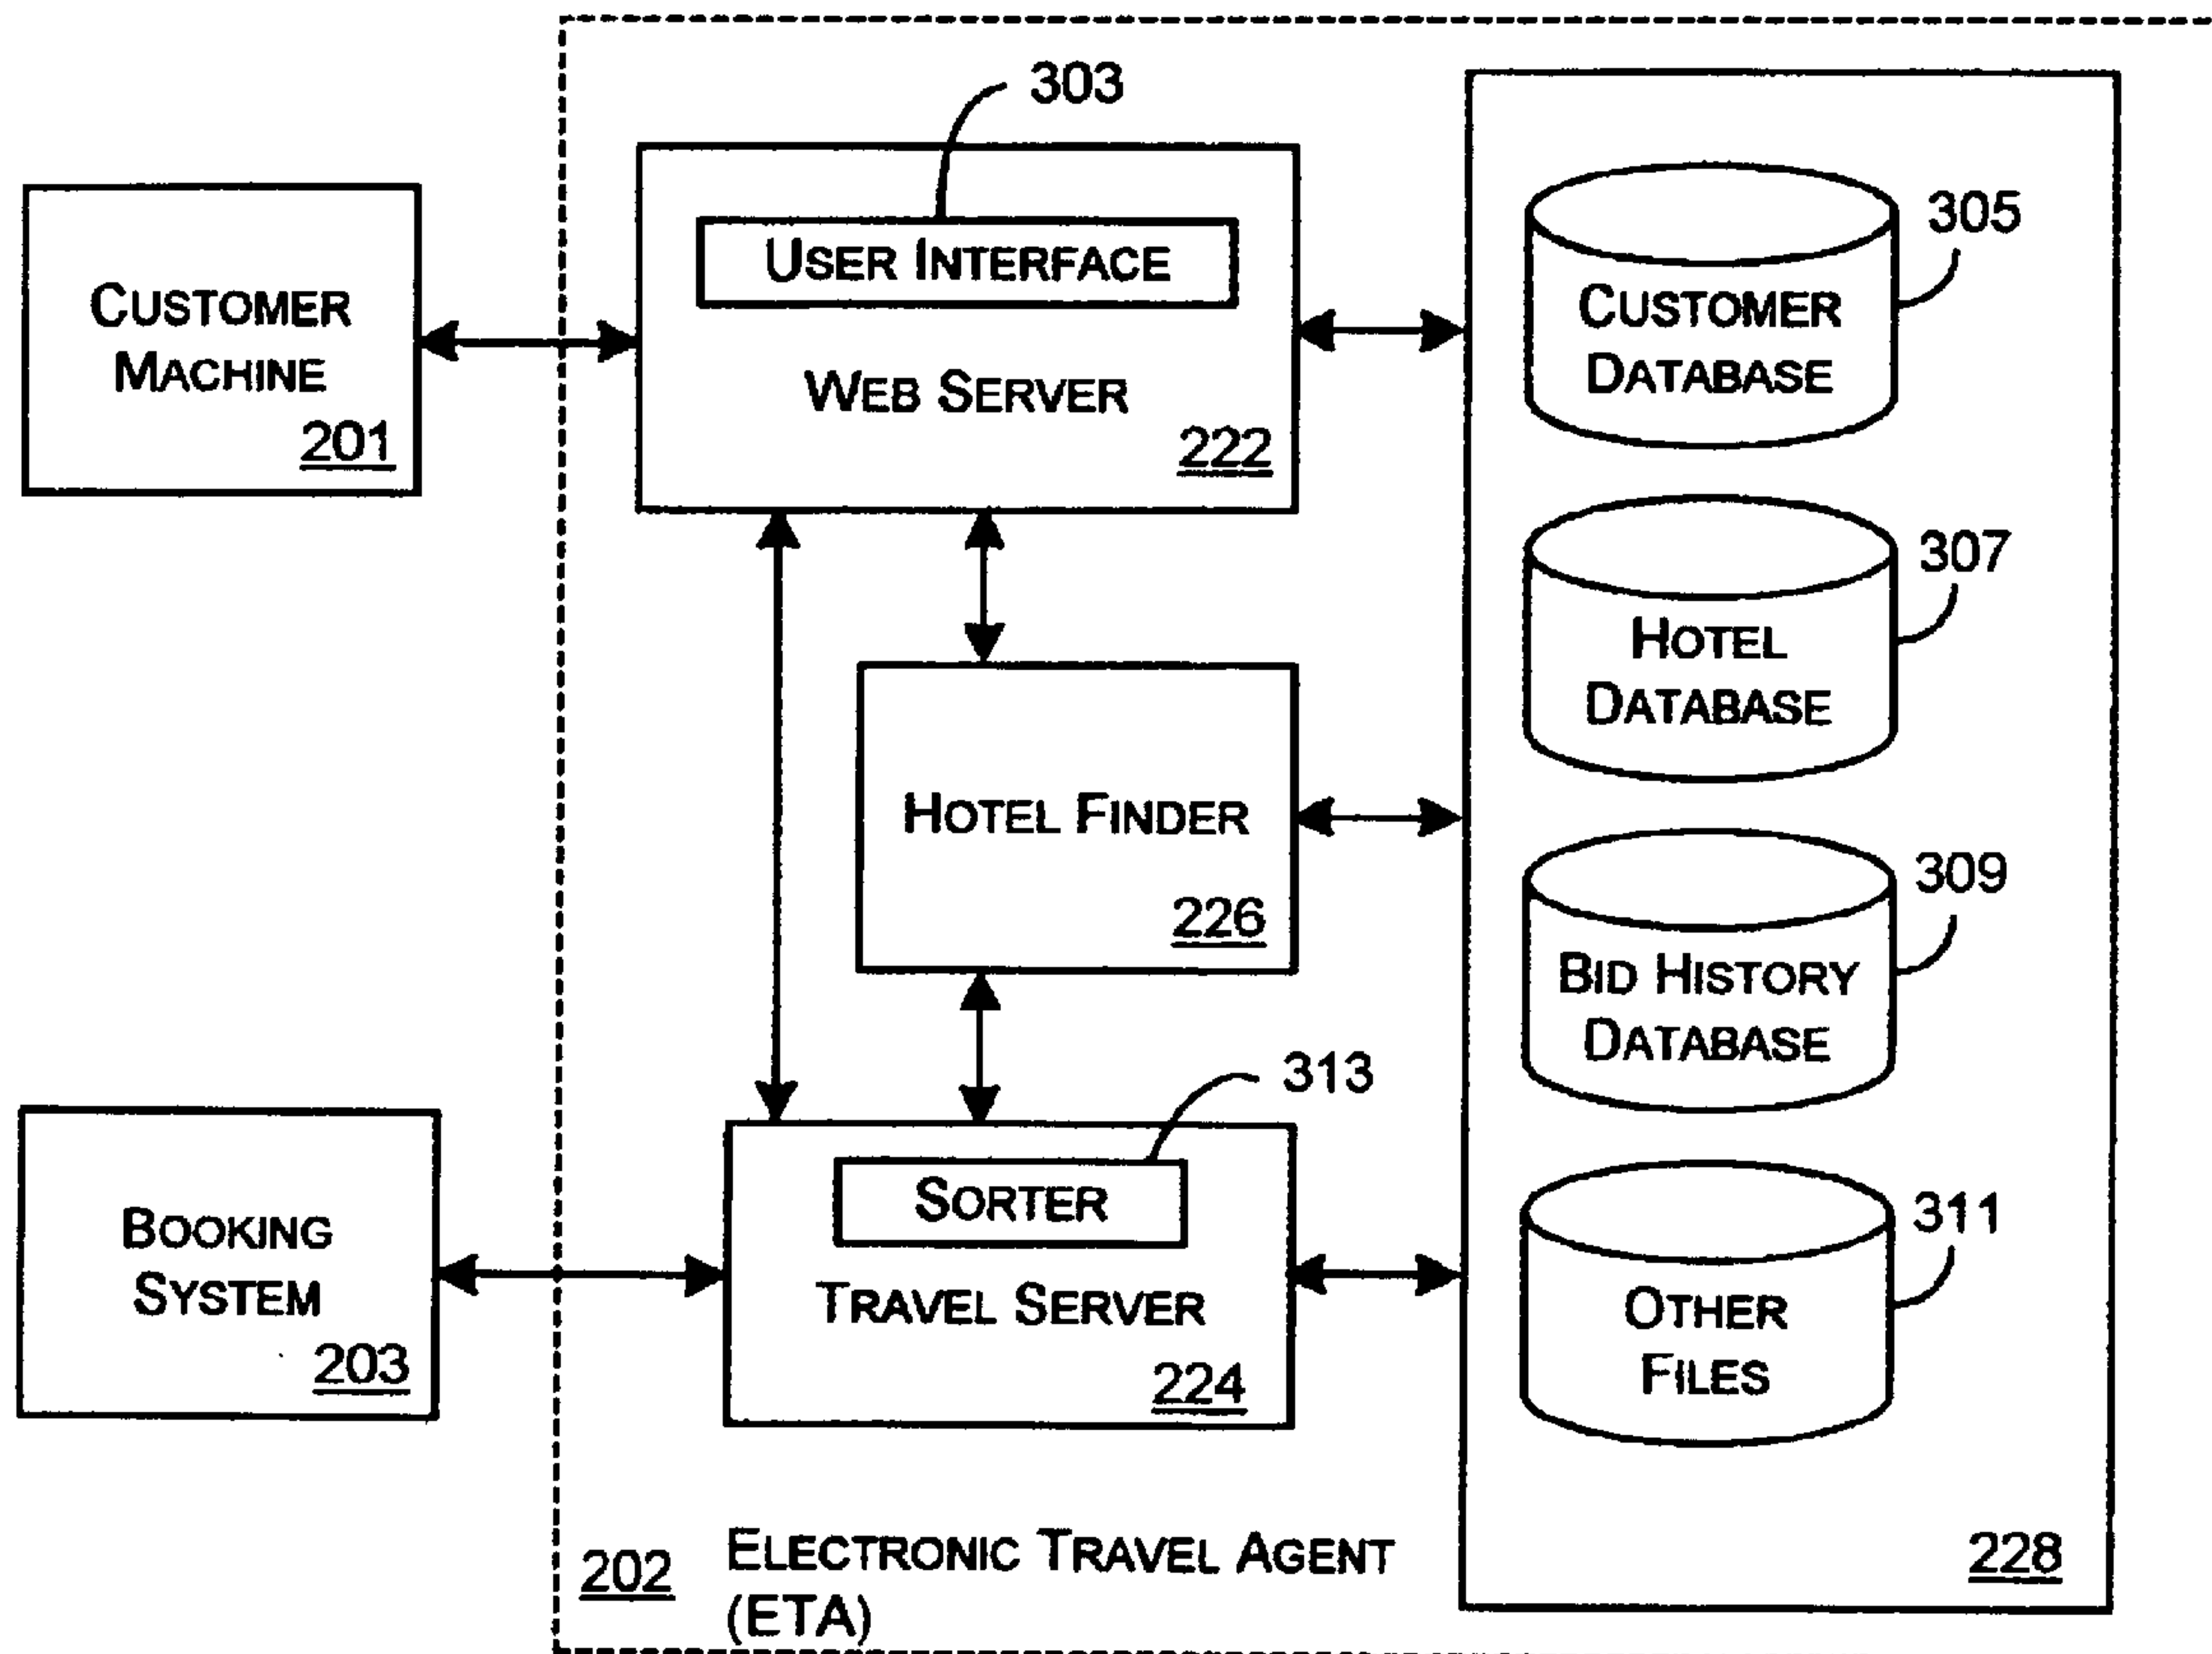 303
USER INTERFACE
WEB SERVER
222
CUSTOMER
MACHINE
201
305
CUSTOMER
DATABASE
307
HOTEL
DATABASE
HOTEL FINDER
226
309
BID HISTORY
DATABASE
313
SORTER
TRAVEL SERVER
224
BOOKING
SYSTEM
203
311
OTHER
FILES
228
202
ELECTRONIC TRAVEL AGENT
(ETA)